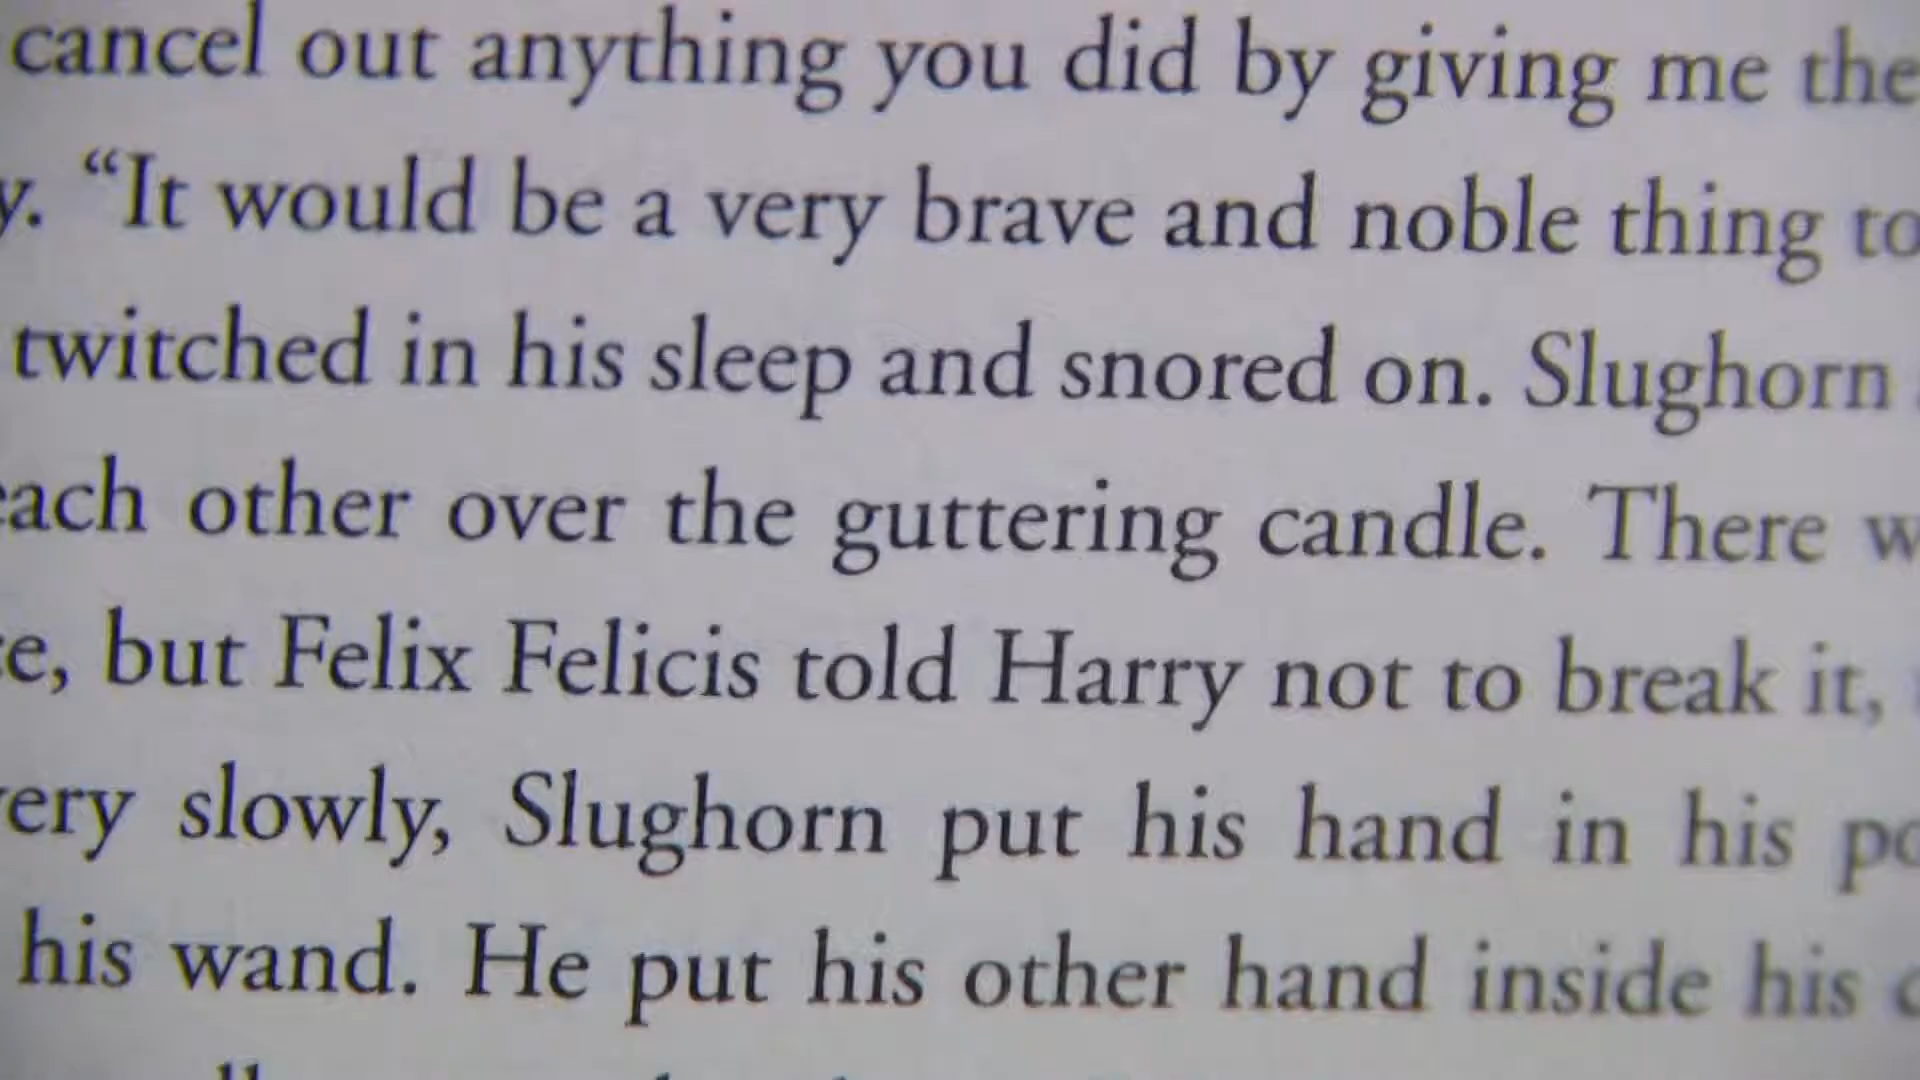 cancel out anything you did by giving me the
y. “It would be a very brave and noble thing to
twitched in his sleep and snored on. Slughorn
each other over the guttering candle. There w
e, but Felix Felicis told Harry not to break it,
ery slowly, Slughorn put his hand in his po
his wand. He put his other hand inside his